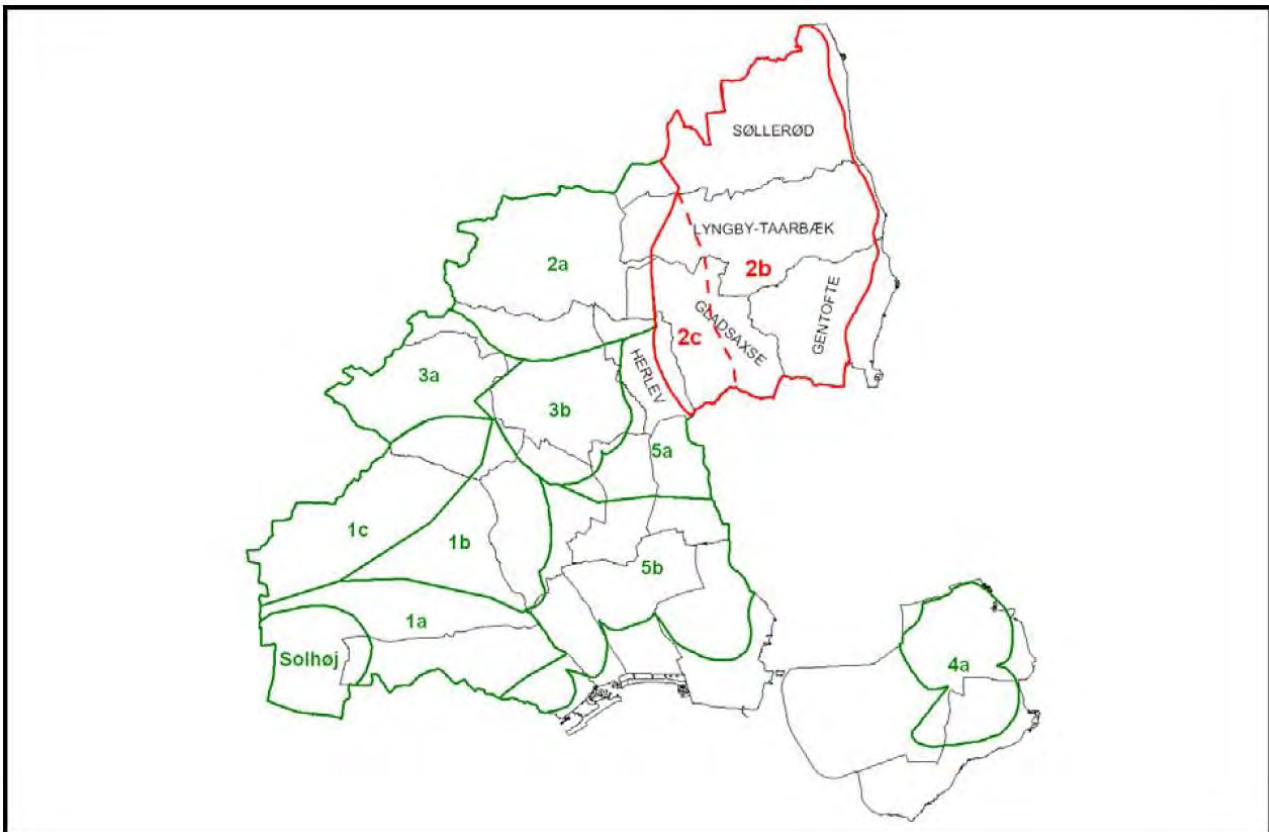 SØLLERØD
LYNGBY-TAARBÆK
2a
2b
GENTOFTE
GLADSAXSE
2c
HERLEV
3a
3b
5a
1c
1b
5b
1a
Solhøj
4a